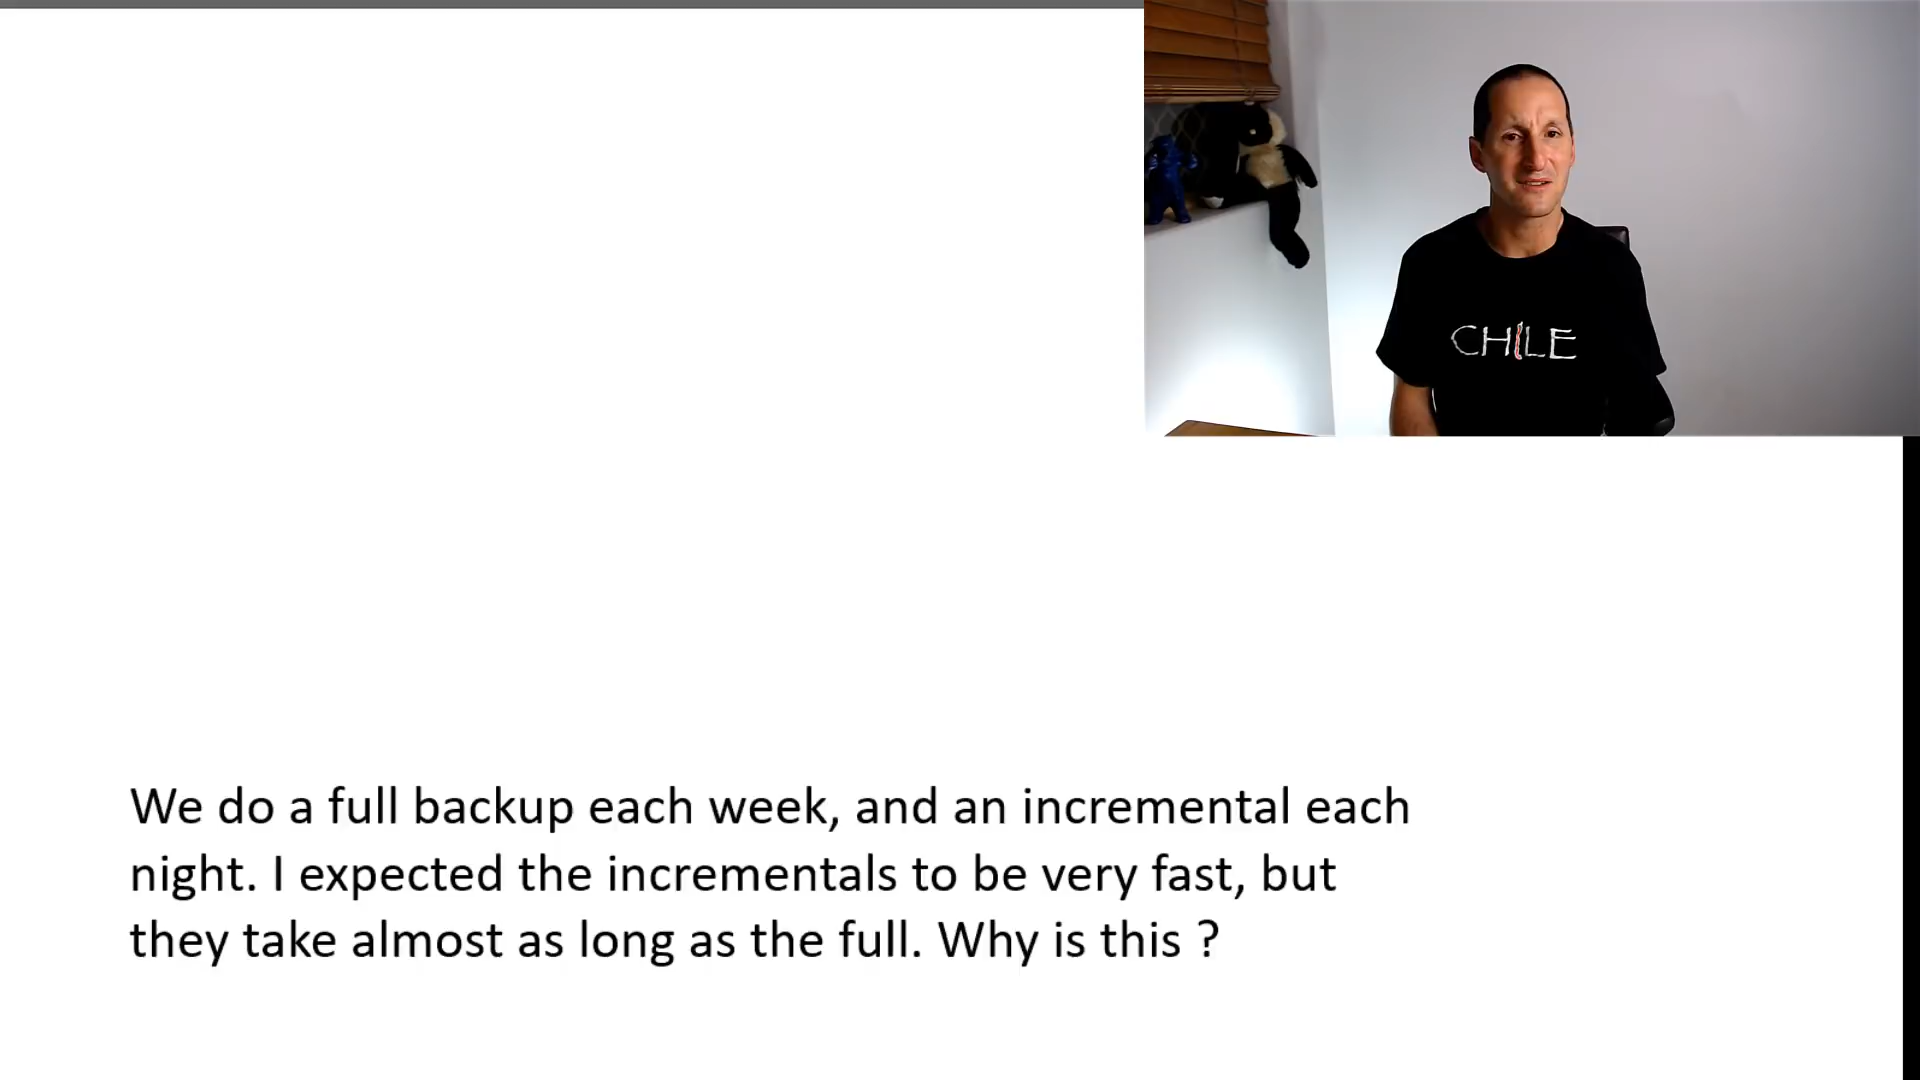 CHILE
We do a full backup each week, and an incremental each
night. I expected the incrementals to be very fast, but
they take almost as long as the full. Why is this ?